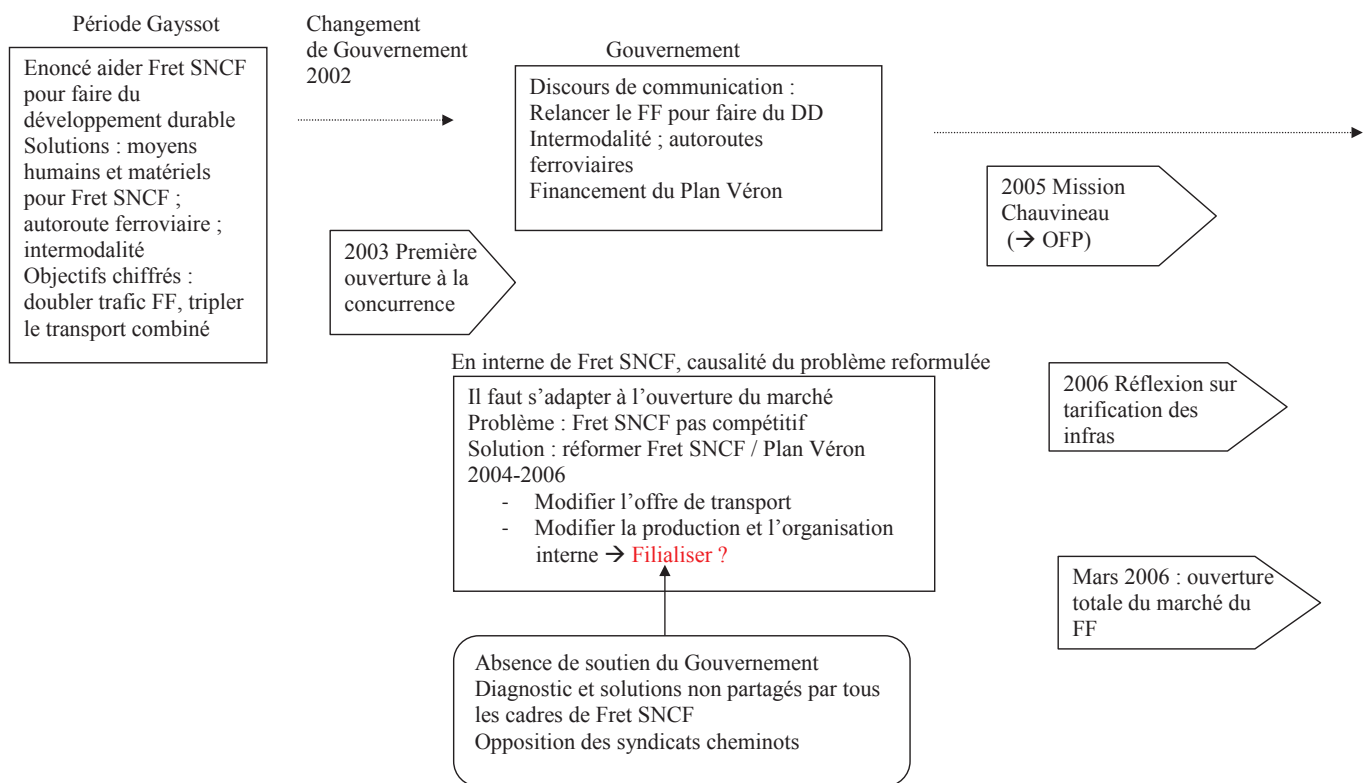 Période Gayssot
Enoncé aider Fret SNCF
pour faire du
développement durable
Solutions : moyens
humains et matériels
pour Fret SNCF ;
autoroute ferroviaire ;
intermodalité
Objectifs chiffrés :
doubler trafic FF, tripler
le transport combiné
Changement
de Gouvernement
2002
2003 Première
ouverture à la
concurrence
Gouvernement
Discours de communication :
Relancer le FF pour faire du DD
Intermodalité ; autoroutes
ferroviaires
Financement du Plan Véron
En interne de Fret SNCF, causalité du problème reformulée
Il faut s’adapter à l’ouverture du marché
Problème : Fret SNCF pas compétitif
Solution : réformer Fret SNCF / Plan Véron
2004-2006
- Modifier l’offre de transport
- Modifier la production et l’organisation
interne → Filialiser ?
Absence de soutien du Gouvernement
Diagnostic et solutions non partagés par tous
les cadres de Fret SNCF
Opposition des syndicats cheminots
2005 Mission
Chauvineau
(→ OFP)
2006 Réflexion sur
tarification des
infras
Mars 2006 : ouverture
totale du marché du
FF